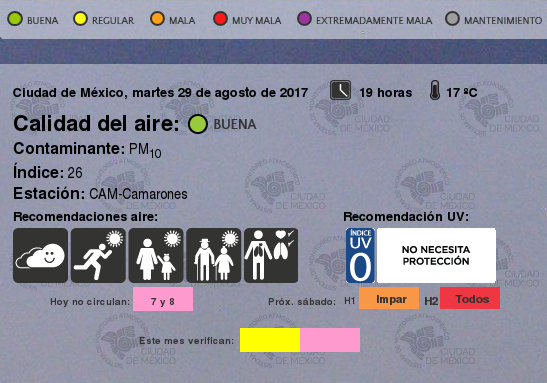 BUENA REGULAR MALA MUY MALA EXTREMADAMENTE MALA MANTENIMIENTO
Ciudad de México, martes 29 de agosto de 2017 19 horas 17 ºC
Calidad del aire: BUENA
Contaminante: PM10
Índice: 26
Estación: CAM-Camarones
Recomendaciones aire: Recomendación UV:
ÍNDICE
UV
0
NO NECESITA
PROTECCIÓN
Hoy no circulan: 7 y 8 Próx. sábado: H1 Impar H2 Todos
Este mes verifican:
CIUDAD
DE MÉXICO